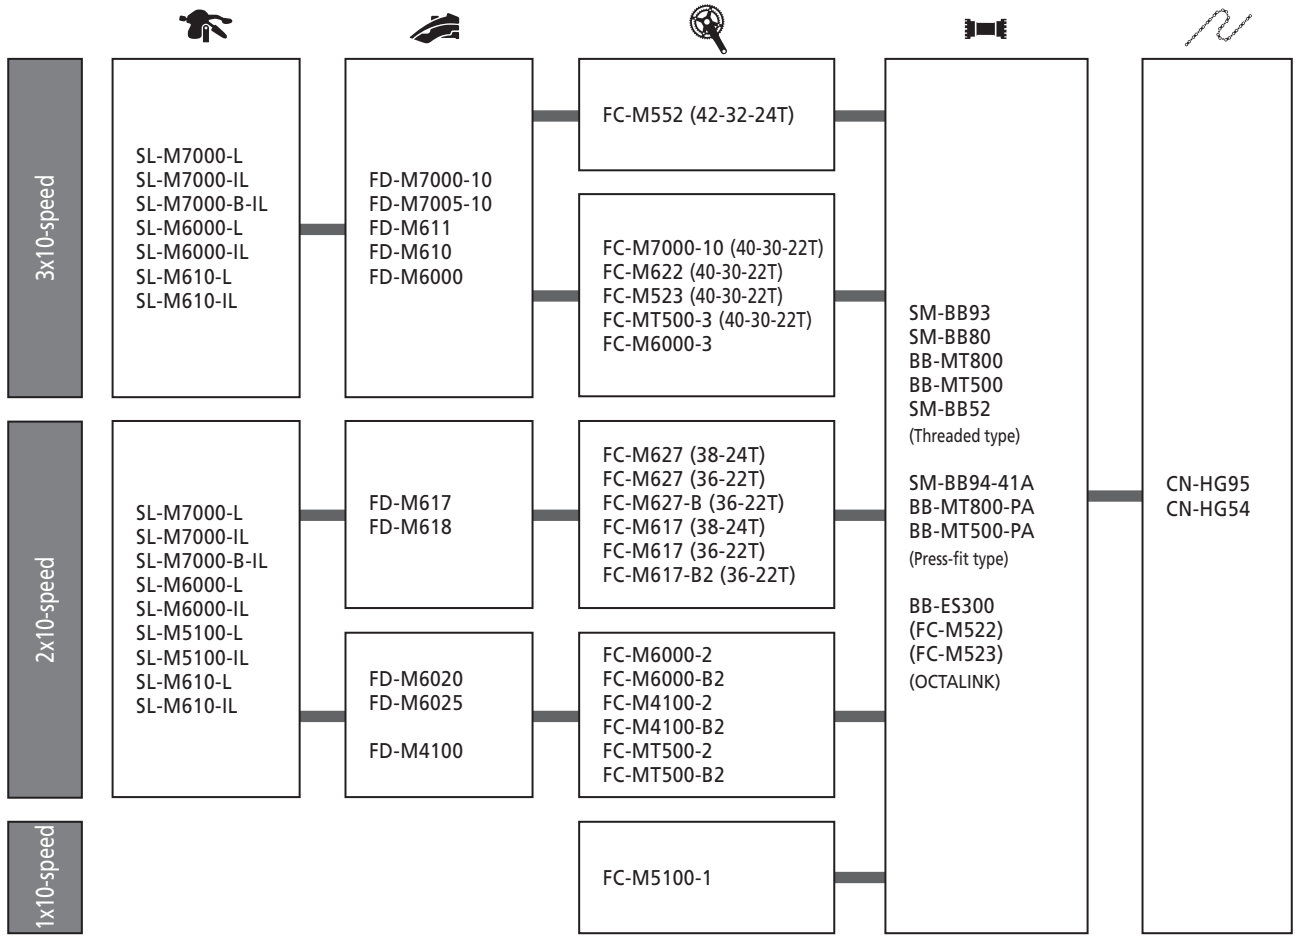 3x10-speed
SL-M7000-L
SL-M7000-IL
SL-M7000-B-IL
SL-M6000-L
SL-M6000-IL
SL-M610-L
SL-M610-IL
FD-M7000-10
FD-M7005-10
FD-M611
FD-M610
FD-M6000
FC-M552 (42-32-24T)
FC-M7000-10 (40-30-22T)
FC-M622 (40-30-22T)
FC-M523 (40-30-22T)
FC-MT500-3 (40-30-22T)
FC-M6000-3
2x10-speed
SL-M7000-L
SL-M7000-IL
SL-M7000-B-IL
SL-M6000-L
SL-M6000-IL
SL-M5100-L
SL-M5100-IL
SL-M610-L
SL-M610-IL
FD-M617
FD-M618
FC-M627 (38-24T)
FC-M627 (36-22T)
FC-M627-B (36-22T)
FC-M617 (38-24T)
FC-M617 (36-22T)
FC-M617-B2 (36-22T)
FD-M6020
FD-M6025
FD-M4100
FC-M6000-2
FC-M6000-B2
FC-M4100-2
FC-M4100-B2
FC-MT500-2
FC-MT500-B2
1x10-speed
FC-M5100-1
SM-BB93
SM-BB80
BB-MT800
BB-MT500
SM-BB52
(Threaded type)
SM-BB94-41A
BB-MT800-PA
BB-MT500-PA
(Press-fit type)
BB-ES300
(FC-M522)
(FC-M523)
(OCTALINK)
CN-HG95
CN-HG54